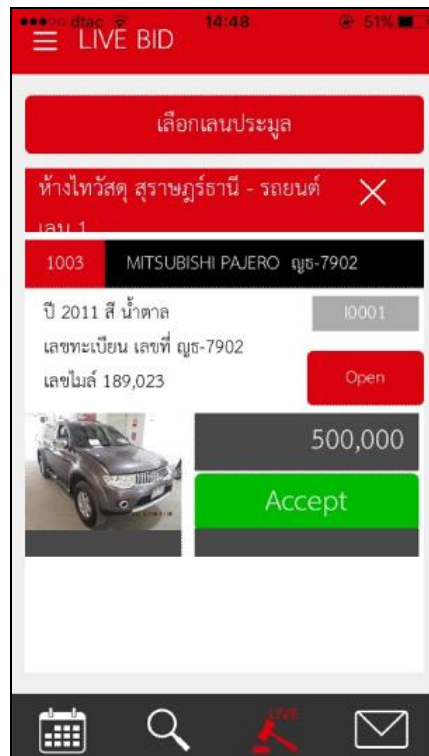 dtac 14:48 51%
LIVE BID
เลือกเลนประมูล
ห้างไทวัสดุ สุราษฎร์ธานี - รถยนต์
เลน 1
1003 MITSUBISHI PAJERO ญธ-7902
ปี 2011 สี น้ำตาล I0001
เลขทะเบียน เลขที่ ญธ-7902
เลขไมล์ 189,023 Open
500,000
Accept
LIVE